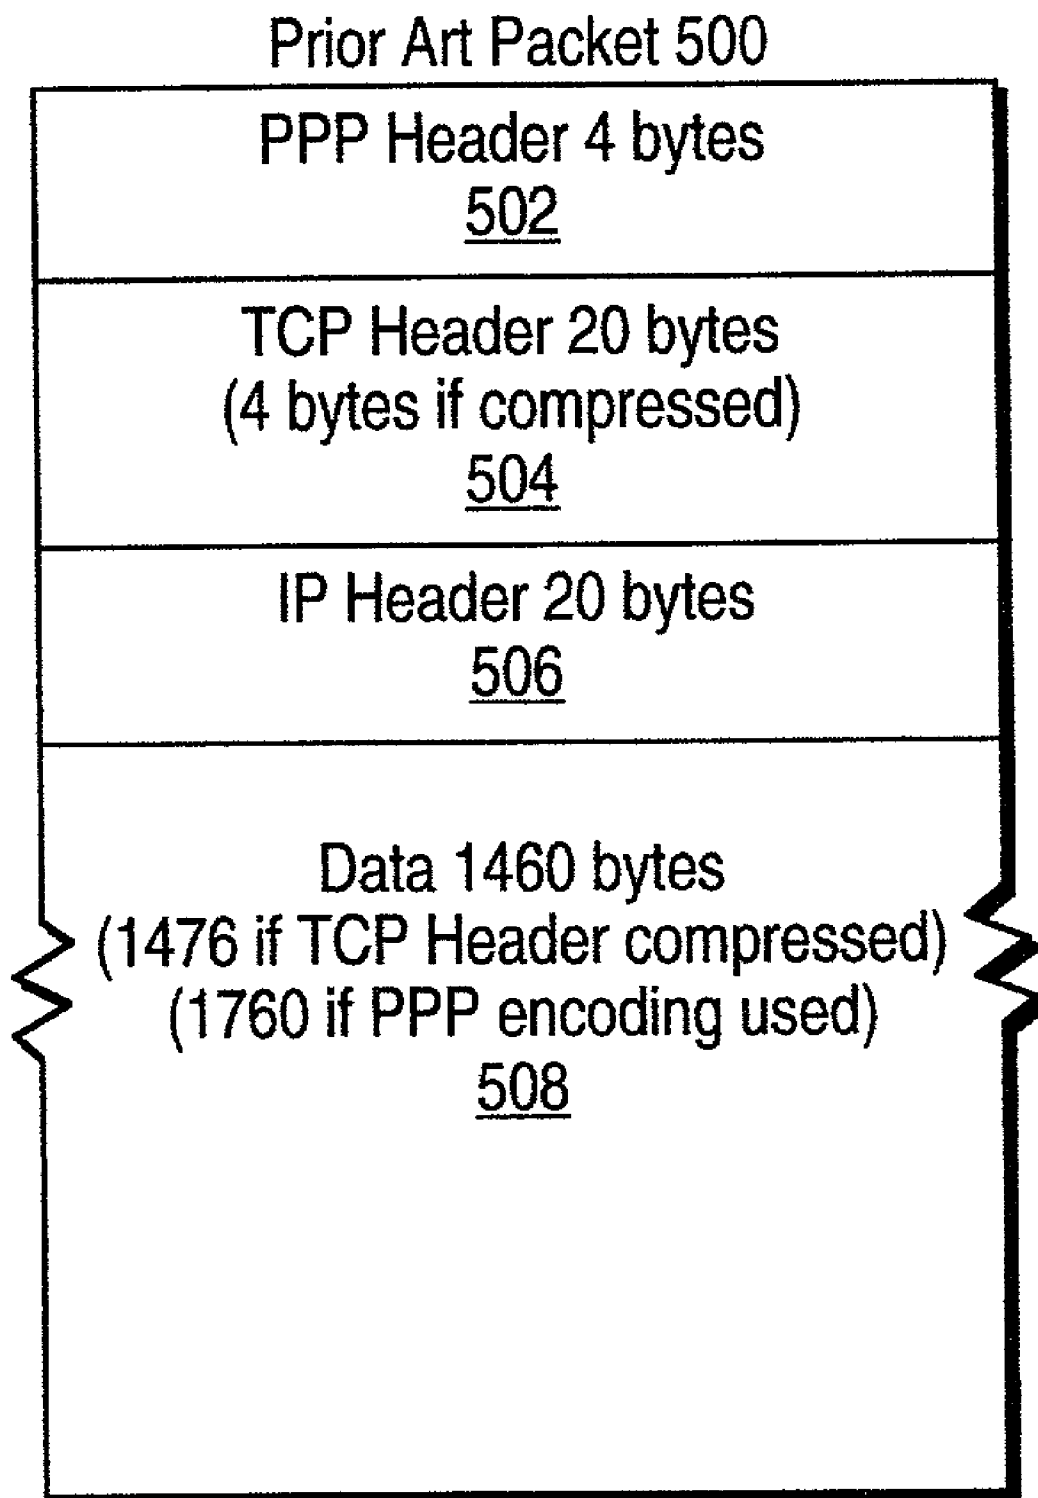 Prior Art Packet 500
PPP Header 4 bytes
502
TCP Header 20 bytes
(4 bytes if compressed)
504
IP Header 20 bytes
506
Data 1460 bytes
(1476 if TCP Header compressed)
(1760 if PPP encoding used)
508